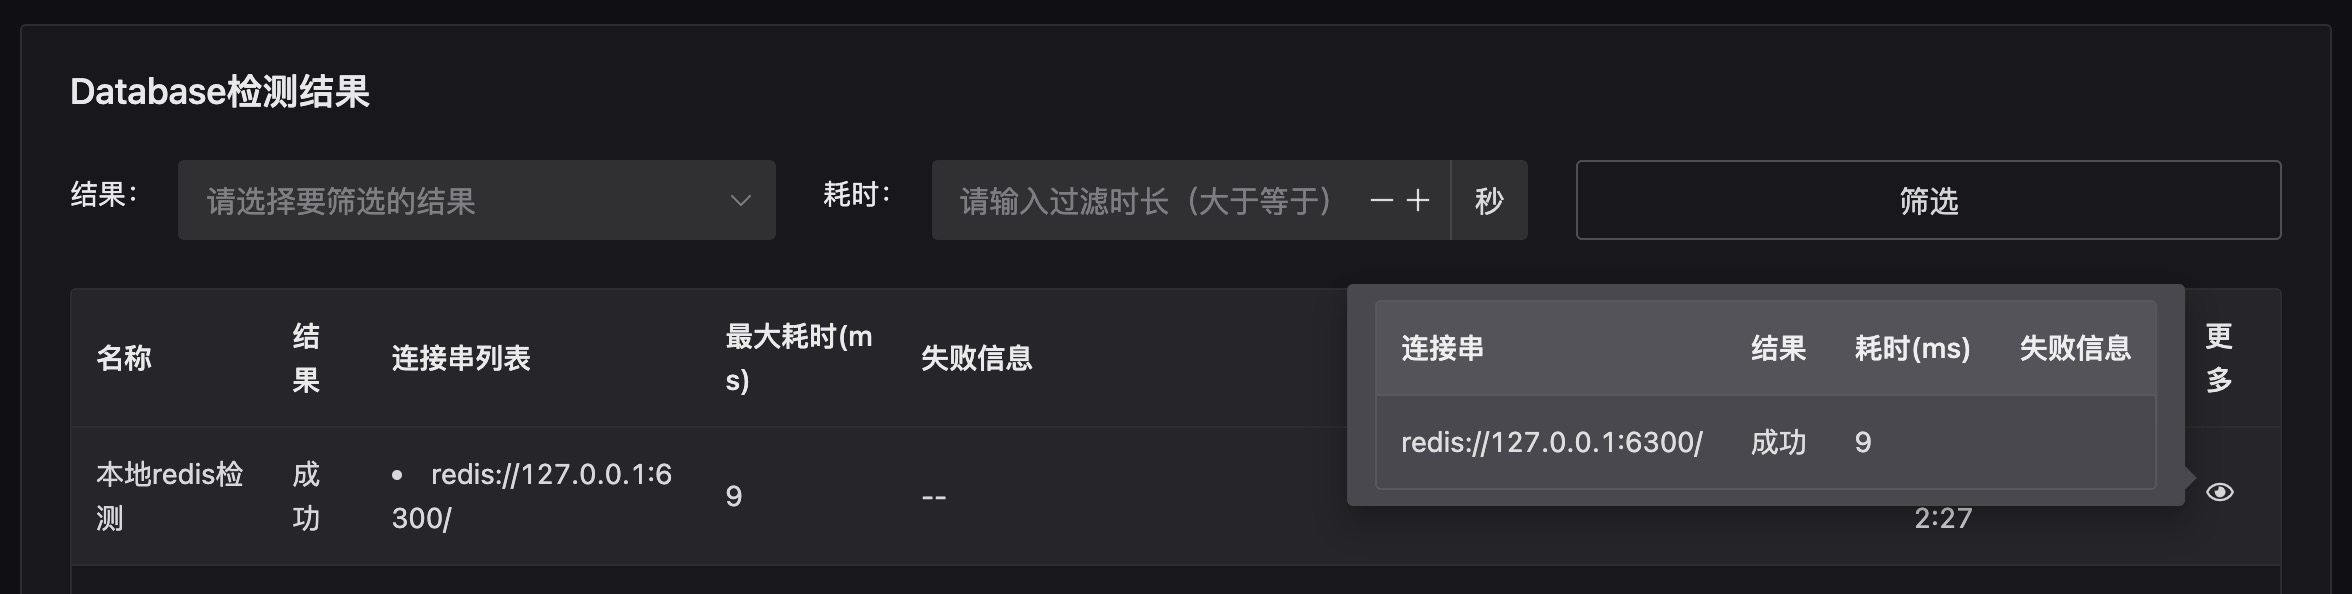 Database检测结果
结果：
请选择要筛选的结果
耗时：
请输入过滤时长（大于等于）
秒
筛选
名称
结
果
连接串列表
最大耗时(m
s)
失败信息
更
多
本地redis检
测
成
功
• redis://127.0.0.1:6
300/
9
--
2:27
连接串
结果
耗时(ms)
失败信息
redis://127.0.0.1:6300/
成功
9